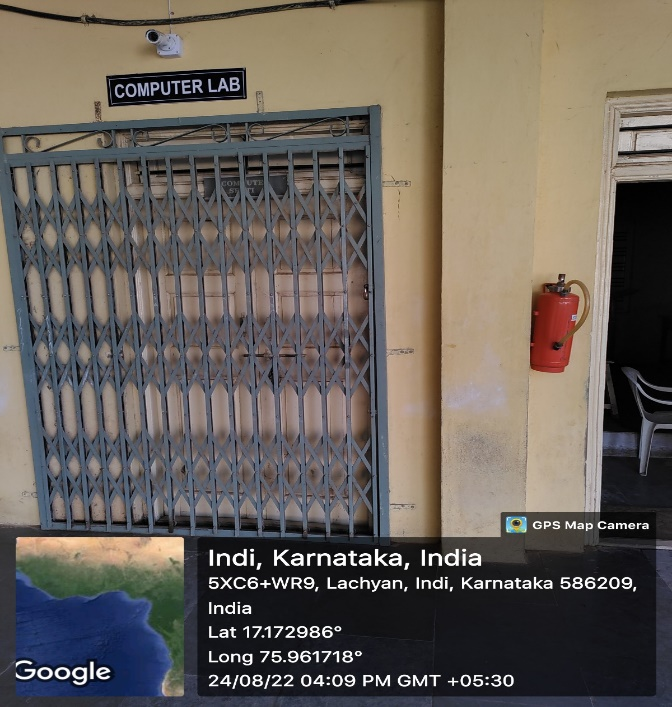 COMPUTER LAB
GPS Map Camera
Indi, Karnataka, India
5XC6+WR9, Lachyan, Indi, Karnataka 586209,
India
Lat 17.172986°
Long 75.961718°
24/08/22 04:09 PM GMT +05:30
Google